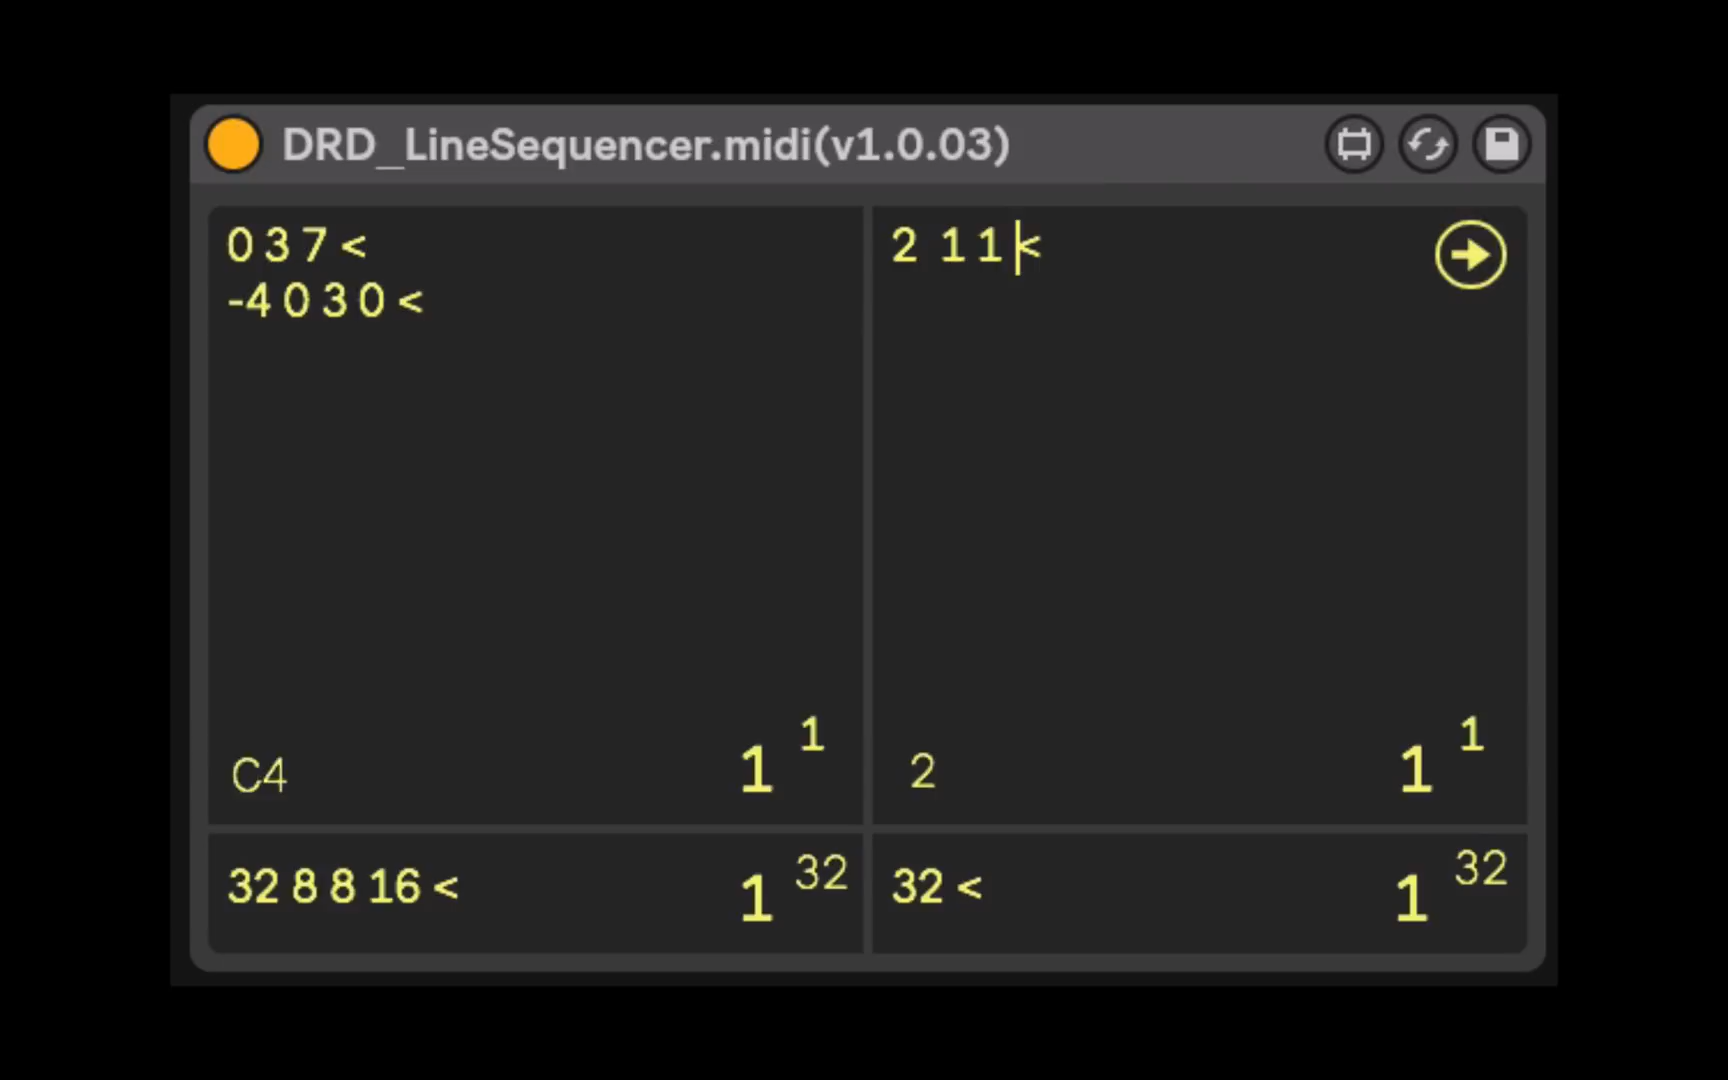 DRD_LineSequencer.midi(v1.0.03)
0 3 7 <
-4 0 3 0 <
C4
1 1
32 8 8 16 <
1 32
2 1 1 <
2
1 1
32 <
1 32